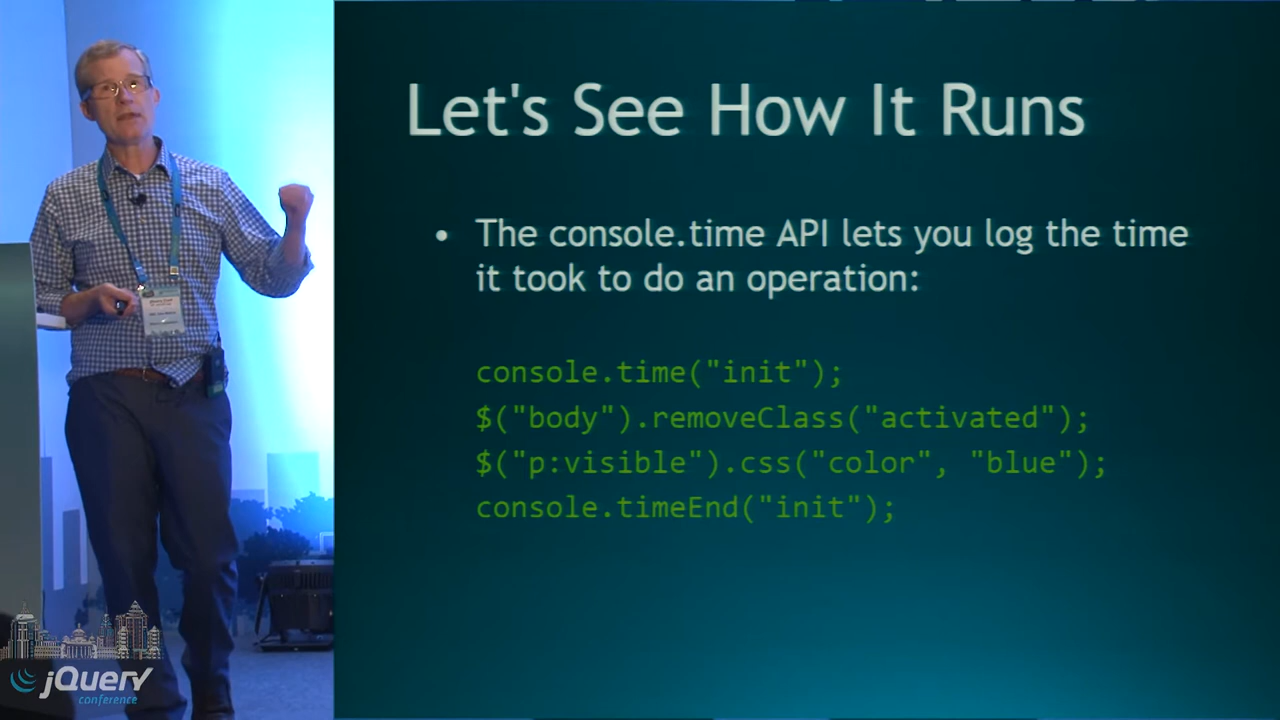 Let's See How It Runs
• The console.time API lets you log the time
it took to do an operation:
console.time("init");
$("body").removeClass("activated");
$("p:visible").css("color", "blue");
console.timeEnd("init");
jQuery
conference